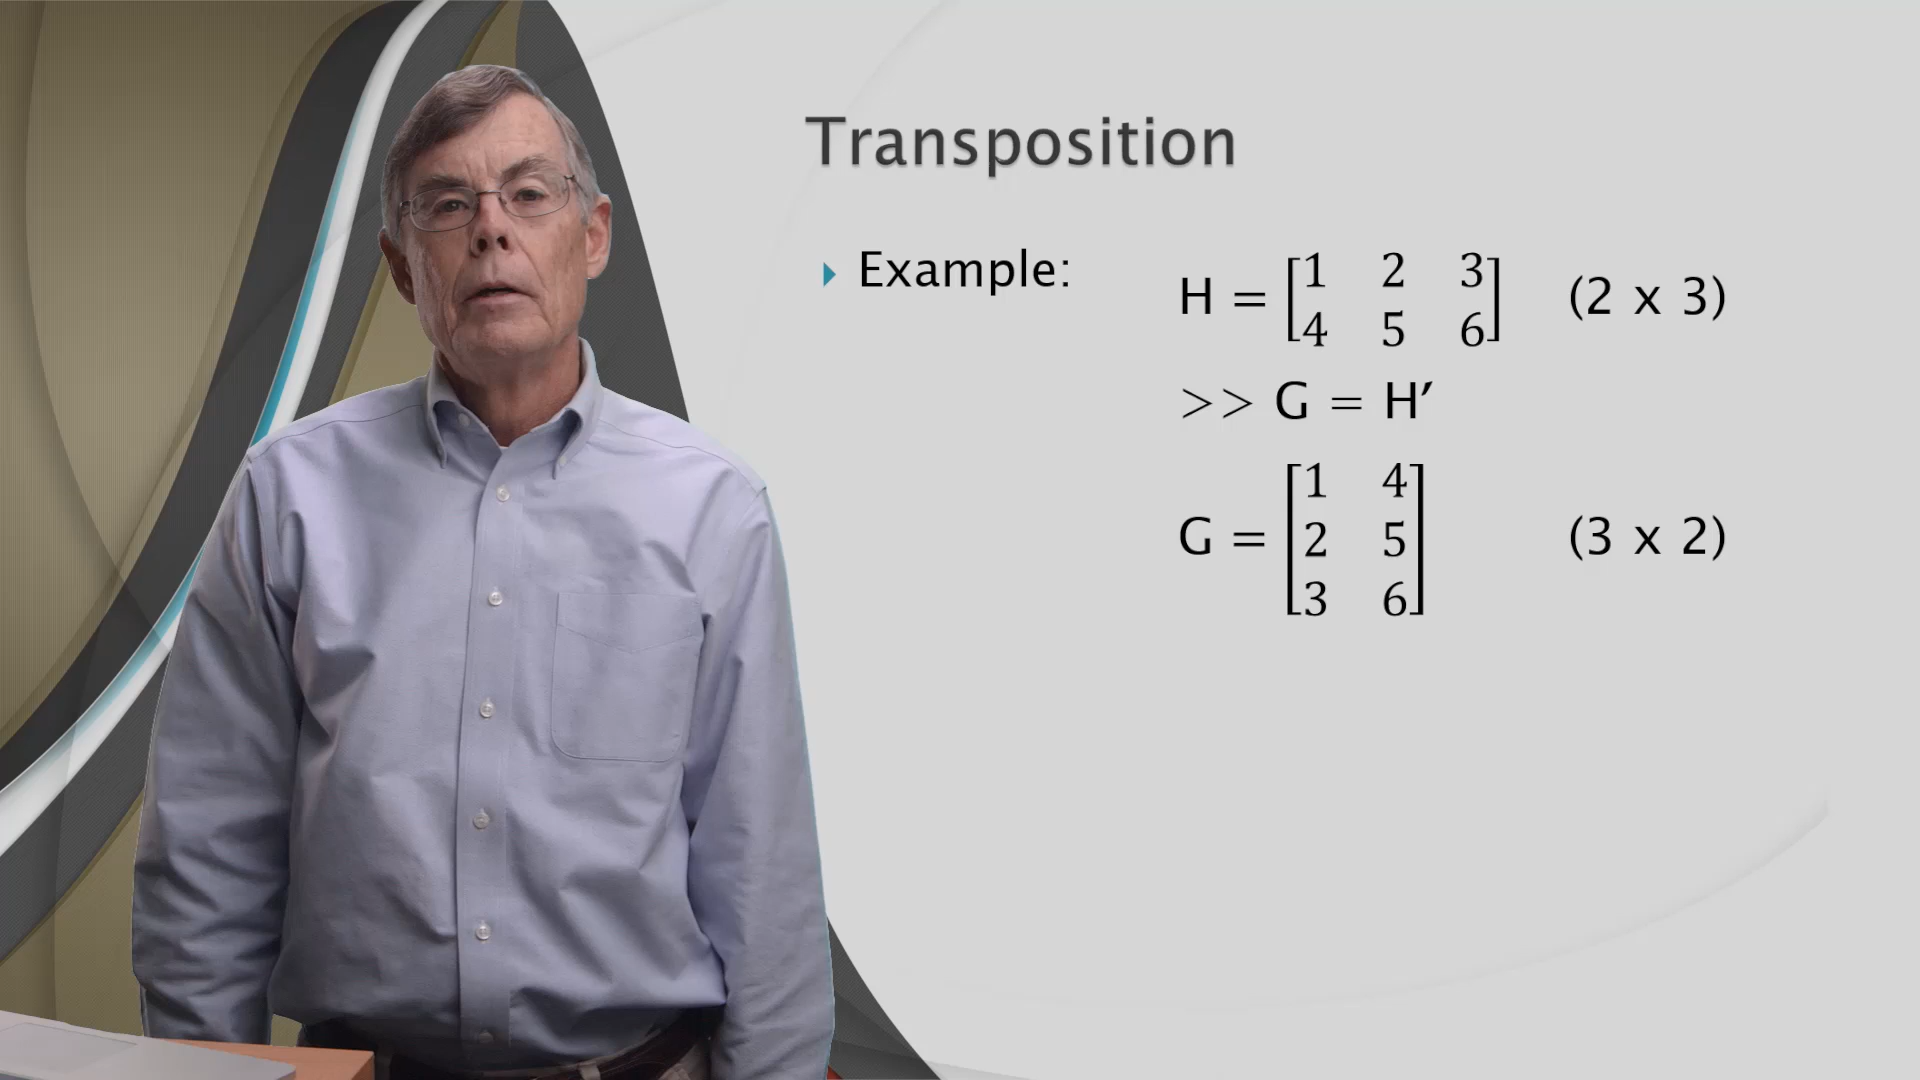 Transposition
Example:
H = [1 2 3
4 5 6] (2 x 3)
>> G = H′
G = [1 4
2 5
3 6] (3 x 2)